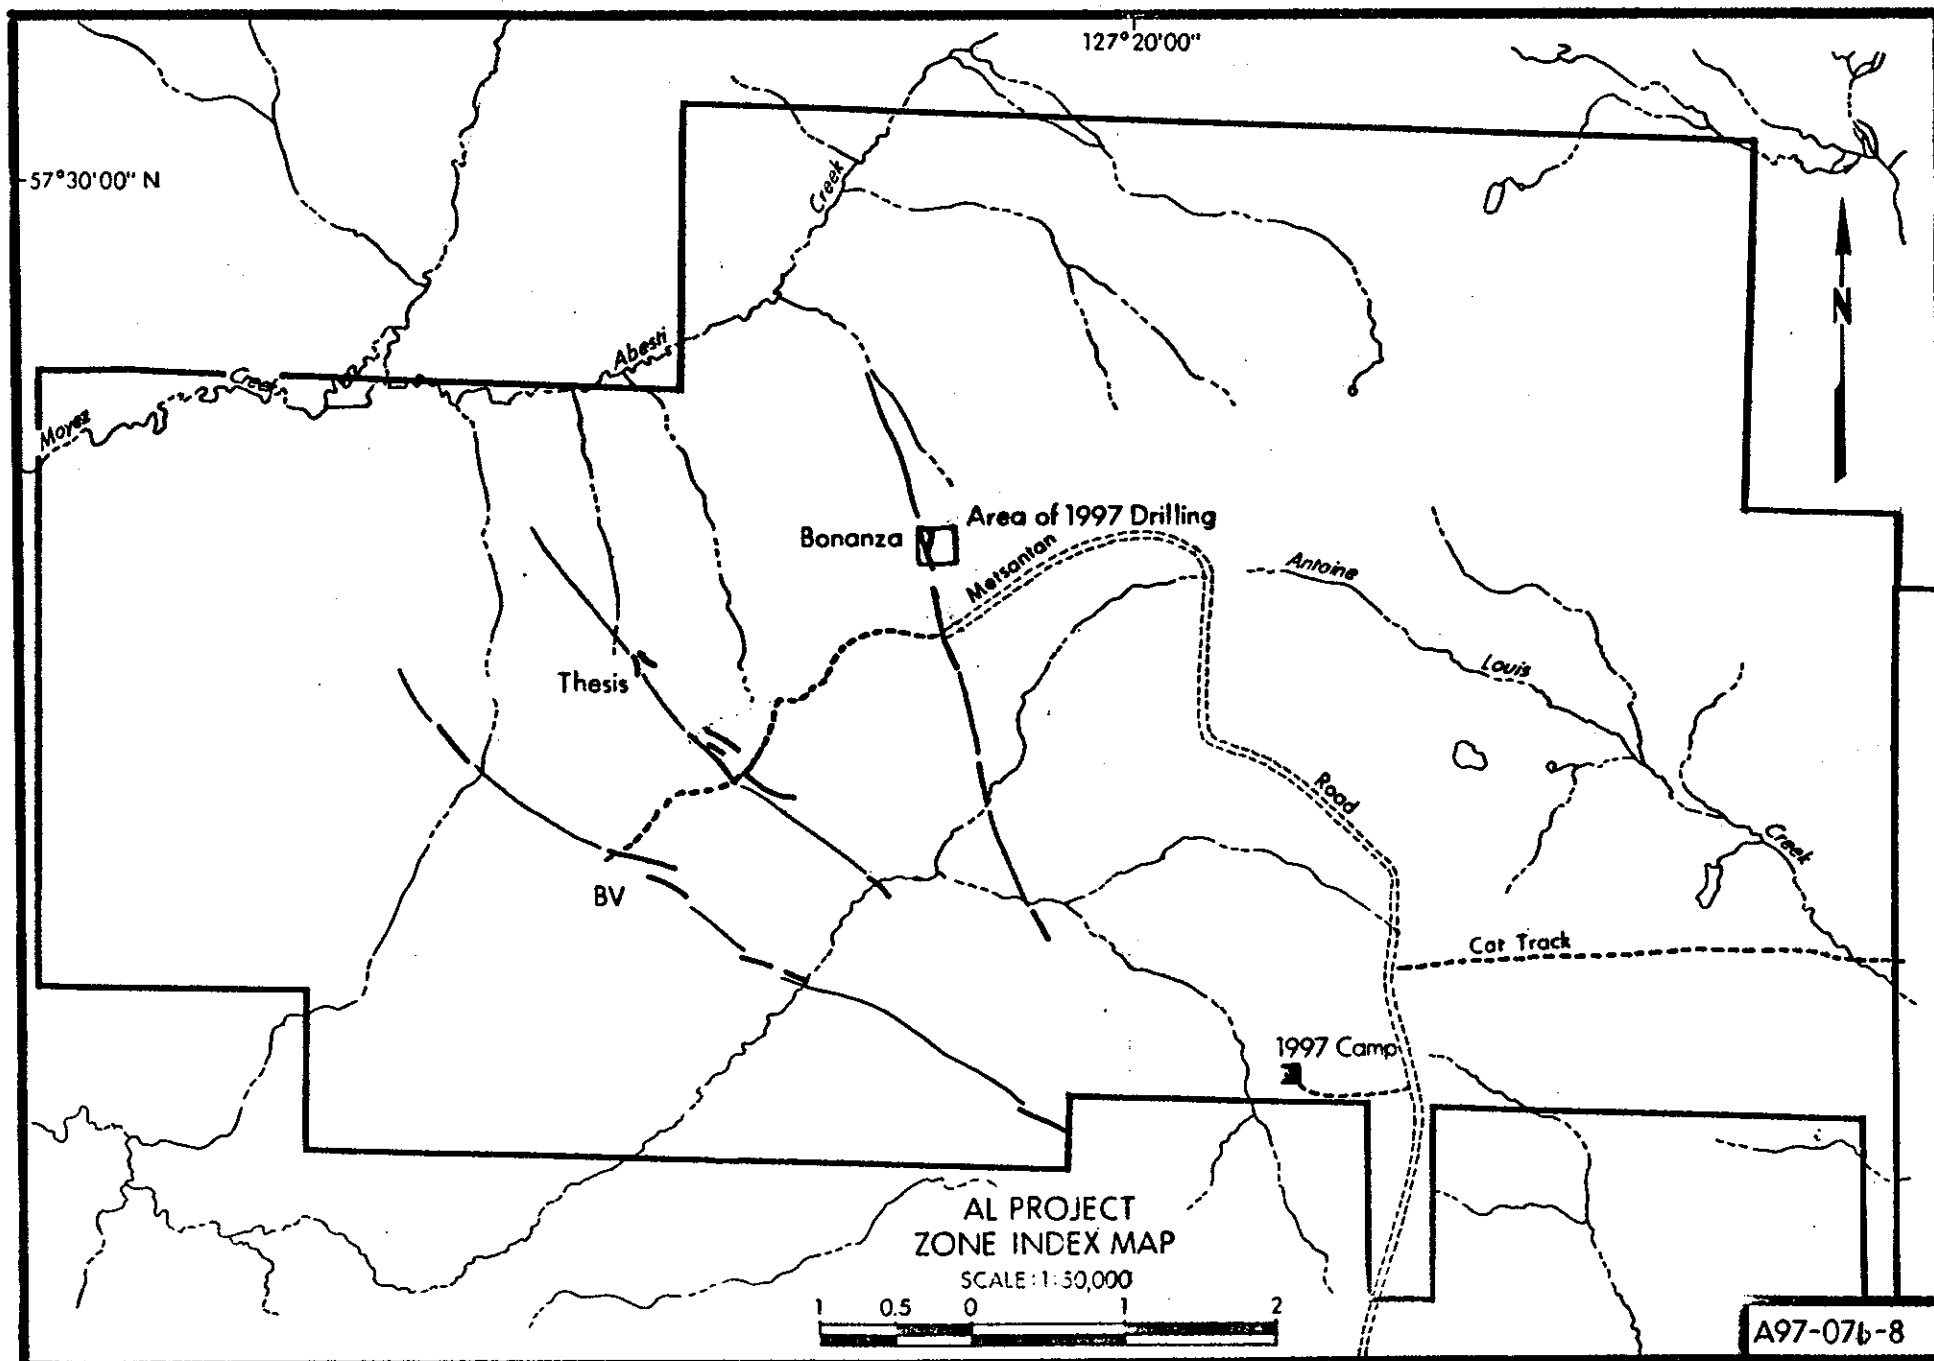 127°20'00"
57°30'00" N
Creek
N
Abesti
Creek
Moyez
Area of 1997 Drilling
Bonanza
Metsantan
Antoine
Louis
Thesis
Road
Creek
BV
Cat Track
1997 Camp
AL PROJECT
ZONE INDEX MAP
SCALE:1:50,000
1 0.5 0 1 2
A97-076-8